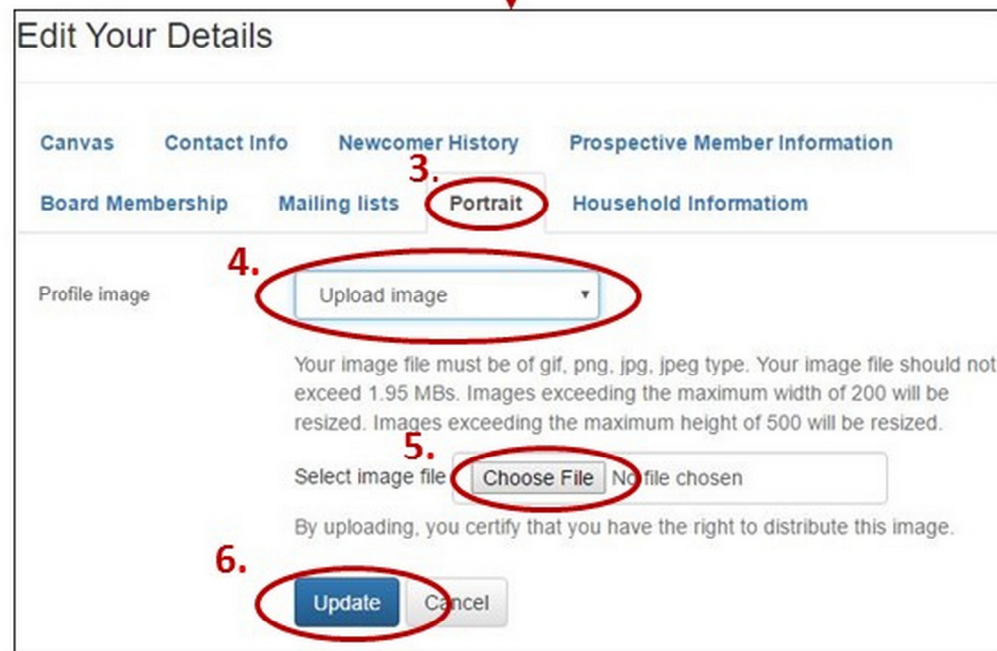 Edit Your Details
Canvas Contact Info Newcomer History Prospective Member Information
3.
Board Membership Mailing lists Portrait Household Informatiom
4.
Profile image Upload image
Your image file must be of gif, png, jpg, jpeg type. Your image file should not
exceed 1.95 MBs. Images exceeding the maximum width of 200 will be
resized. Images exceeding the maximum height of 500 will be resized.
5.
Select image file Choose File No file chosen
By uploading, you certify that you have the right to distribute this image.
6.
Update Cancel